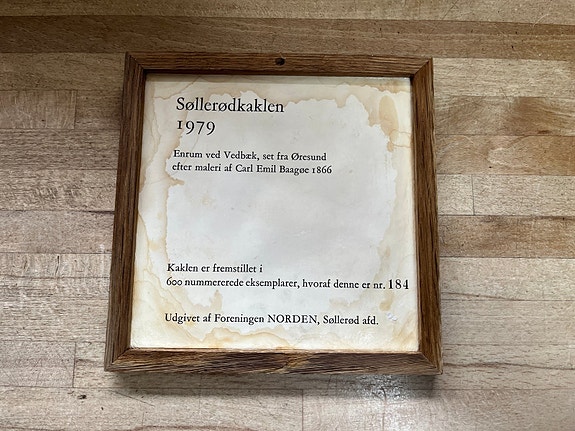 Søllerødkaklen
1979
Enrum ved Vedbæk, set fra Øresund
efter maleri af Carl Emil Baagøe 1866
Kaklen er fremstillet i
600 nummererede eksemplarer, hvoraf denne er nr. 184
Udgivet af Foreningen NORDEN, Søllerød afd.